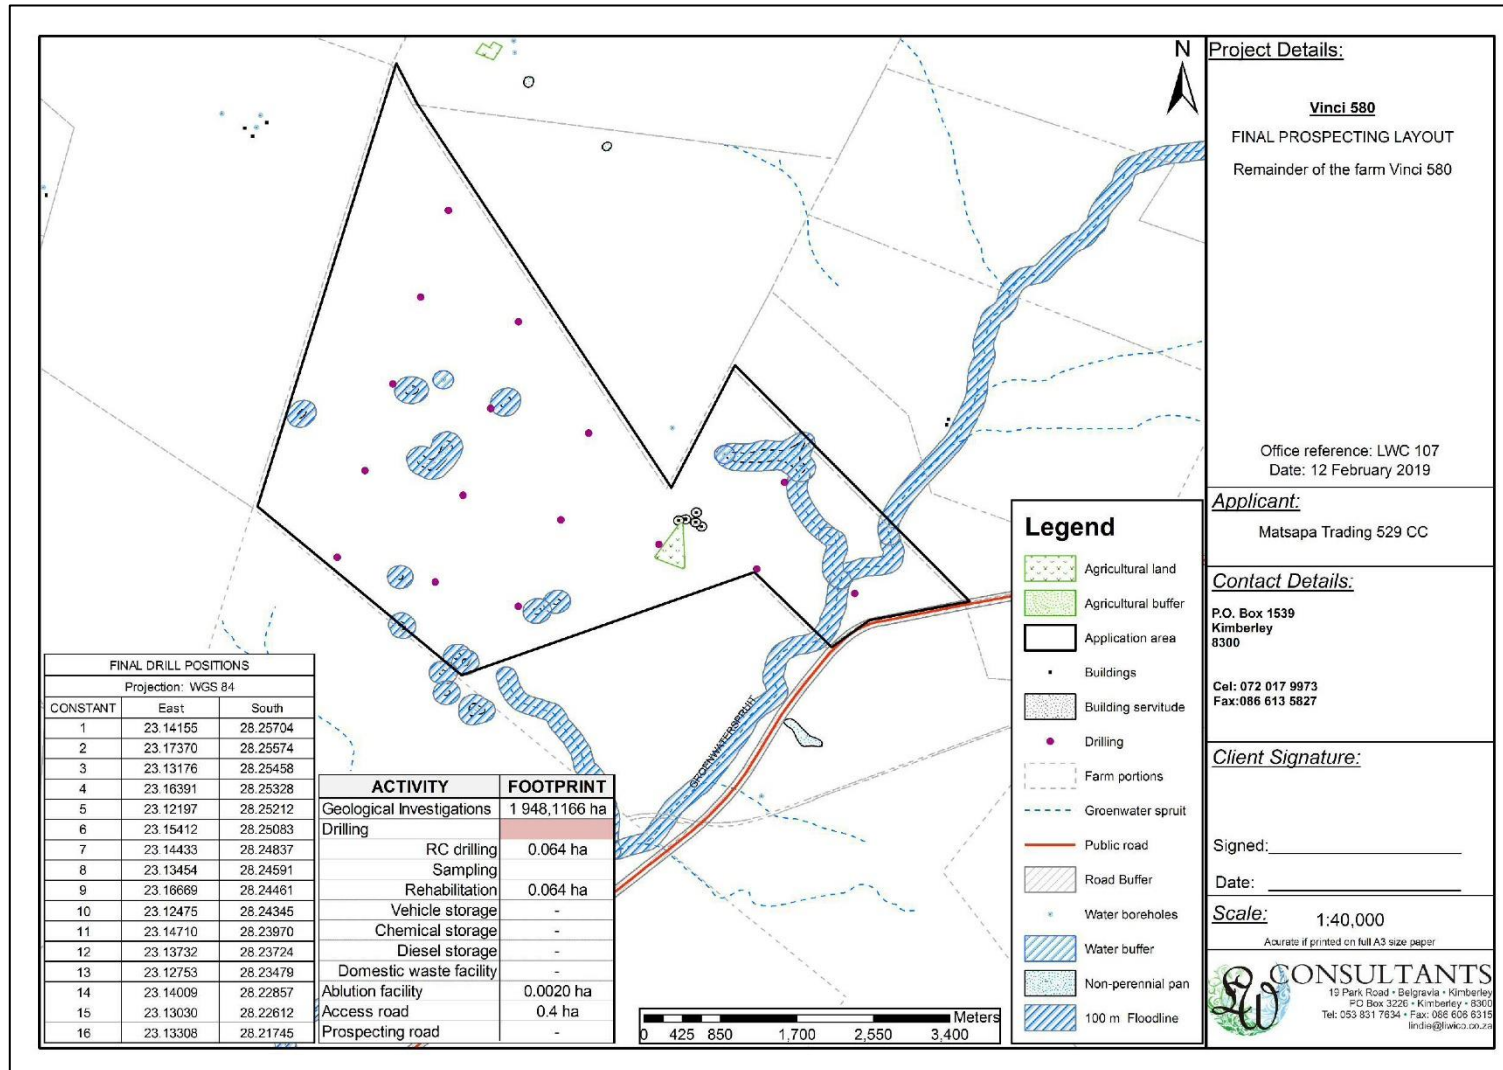 N
GROENWATERSPRUIT
FINAL DRILL POSITIONS
Projection: WGS 84
CONSTANT East South
1 23.14155 28.25704
2 23.17370 28.25574
3 23.13176 28.25458
4 23.16391 28.25328
5 23.12197 28.25212
6 23.15412 28.25083
7 23.14433 28.24837
8 23.13454 28.24591
9 23.16669 28.24461
10 23.12475 28.24345
11 23.14710 28.23970
12 23.13732 28.23724
13 23.12753 28.23479
14 23.14009 28.22857
15 23.13030 28.22612
16 23.13308 28.21745
ACTIVITY FOOTPRINT
Geological Investigations 1 948,1166 ha
Drilling
RC drilling 0.064 ha
Sampling
Rehabilitation 0.064 ha
Vehicle storage -
Chemical storage -
Diesel storage -
Domestic waste facility -
Ablution facility 0.0020 ha
Access road 0.4 ha
Prospecting road -
Meters
0 425 850 1,700 2,550 3,400
Legend
Agricultural land
Agricultural buffer
Application area
Buildings
Building servitude
Drilling
Farm portions
Groenwater spruit
Public road
Road Buffer
Water boreholes
Water buffer
Non-perennial pan
100 m Floodline
Project Details:
Vinci 580
FINAL PROSPECTING LAYOUT
Remainder of the farm Vinci 580
Office reference: LWC 107
Date: 12 February 2019
Applicant:
Matsapa Trading 529 CC
Contact Details:
P.O. Box 1539
Kimberley
8300
Cel: 072 017 9973
Fax:086 613 5827
Client Signature:
Signed:
Date:
Scale: 1:40,000
Acurate if printed on full A3 size paper
LW CONSULTANTS
19 Park Road • Belgravia • Kimberley
PO Box 3226 • Kimberley • 8300
Tel: 053 831 7634 • Fax: 086 606 6315
lindie@liwico.co.za